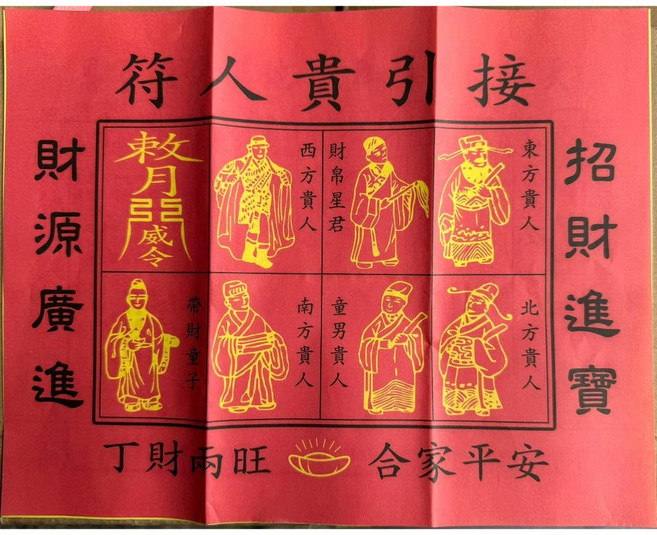 接引貴人符
招財進寶
東方貴人
財帛星君
西方貴人
敕月
威令
北方貴人
童男貴人
南方貴人
帶財童子
財源廣進
丁財兩旺
合家平安